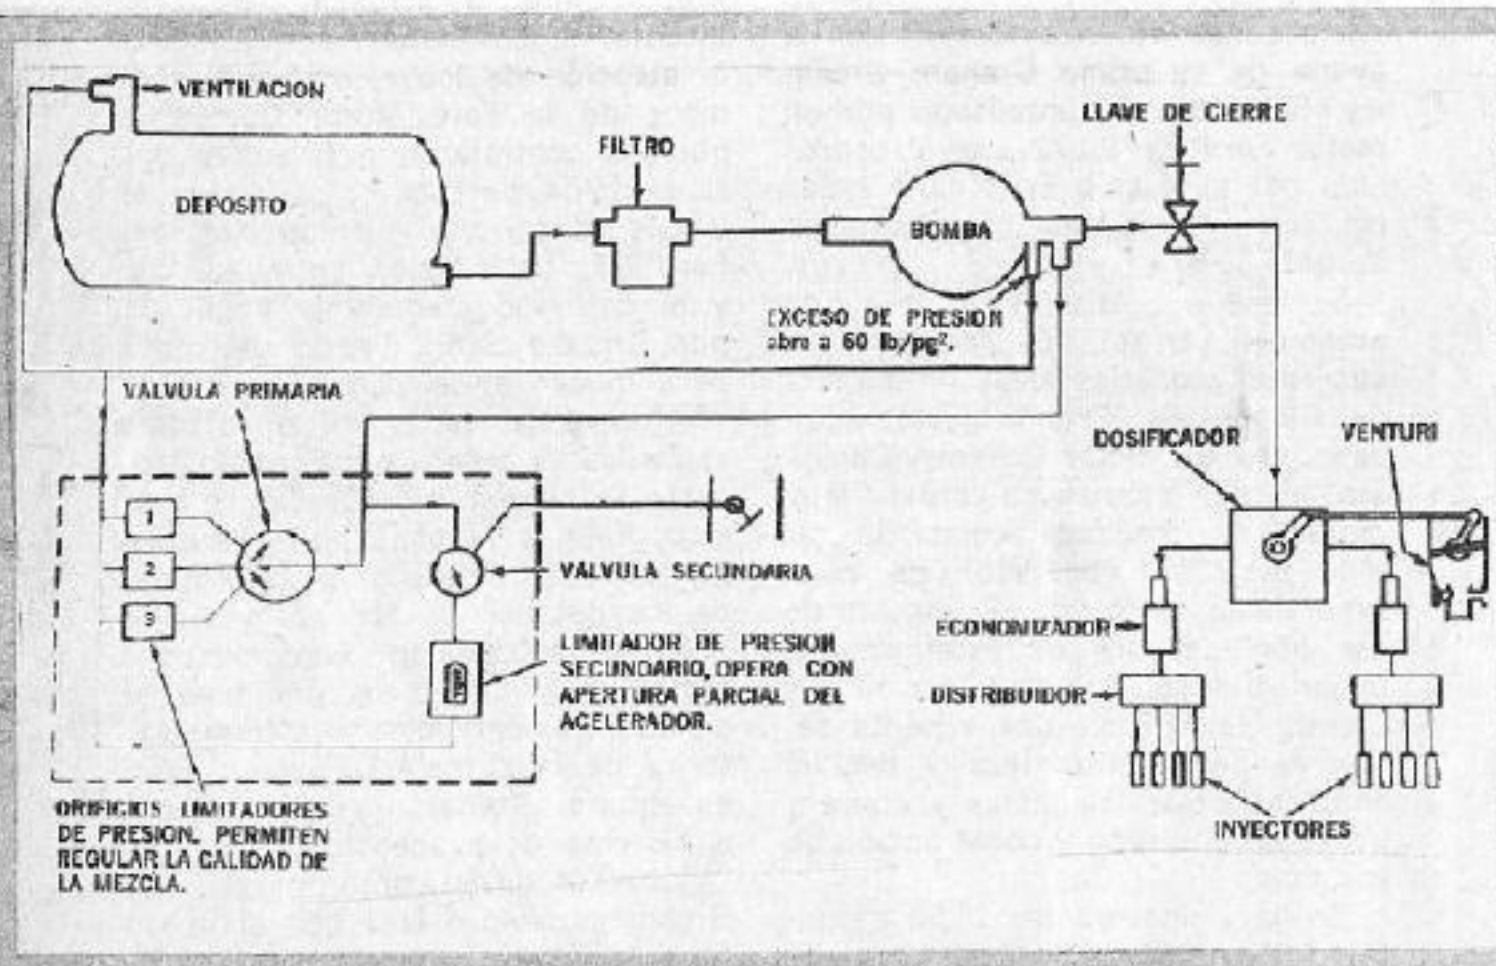 VENTILACION
DEPOSITO
FILTRO
BOMBA
LLAVE DE CIERRE
EXCESO DE PRESION
abre a 60 lb/pg².
VALVULA PRIMARIA
1
2
3
VALVULA SECUNDARIA
LIMITADOR DE PRESION
SECUNDARIO, OPERA CON
APERTURA PARCIAL DEL
ACELERADOR.
ORIFICIOS LIMITADORES
DE PRESION. PERMITEN
REGULAR LA CALIDAD DE
LA MEZCLA.
DOSIFICADOR
VENTURI
ECONOMIZADOR
DISTRIBUIDOR
INYECTORES